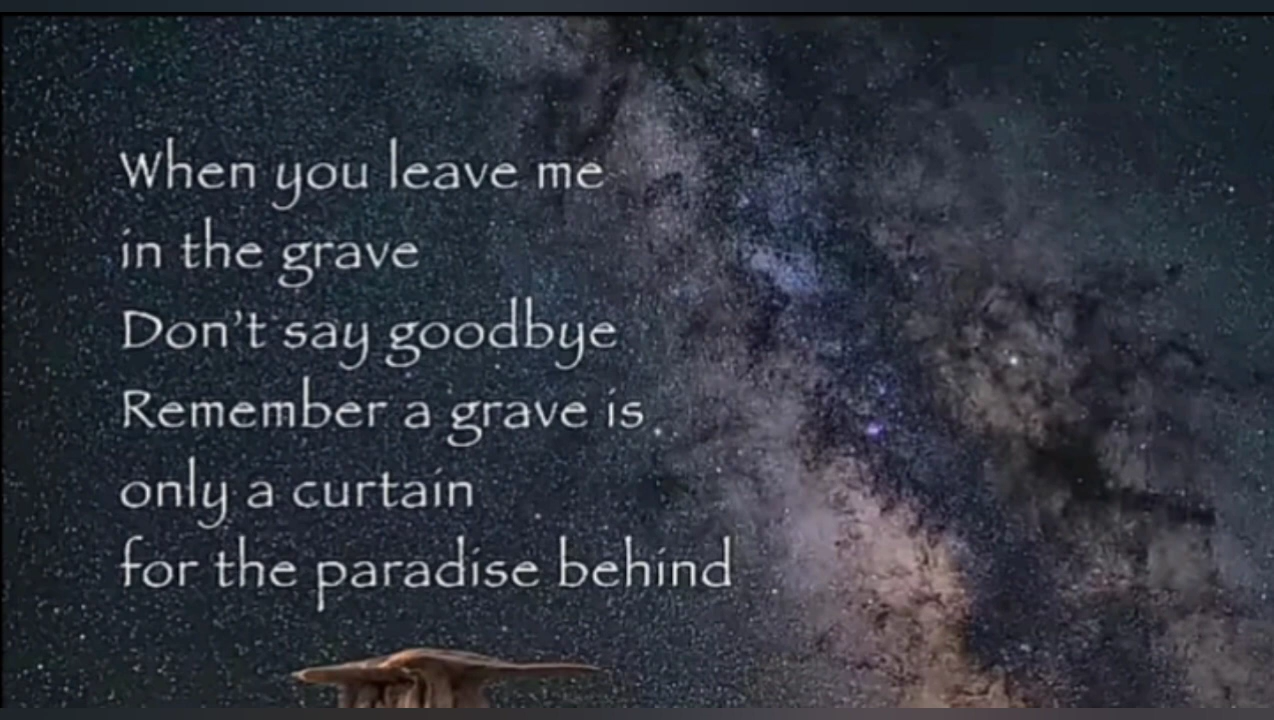 When you leave me
in the grave
Don't say goodbye
Remember a grave is
only a curtain
for the paradise behind